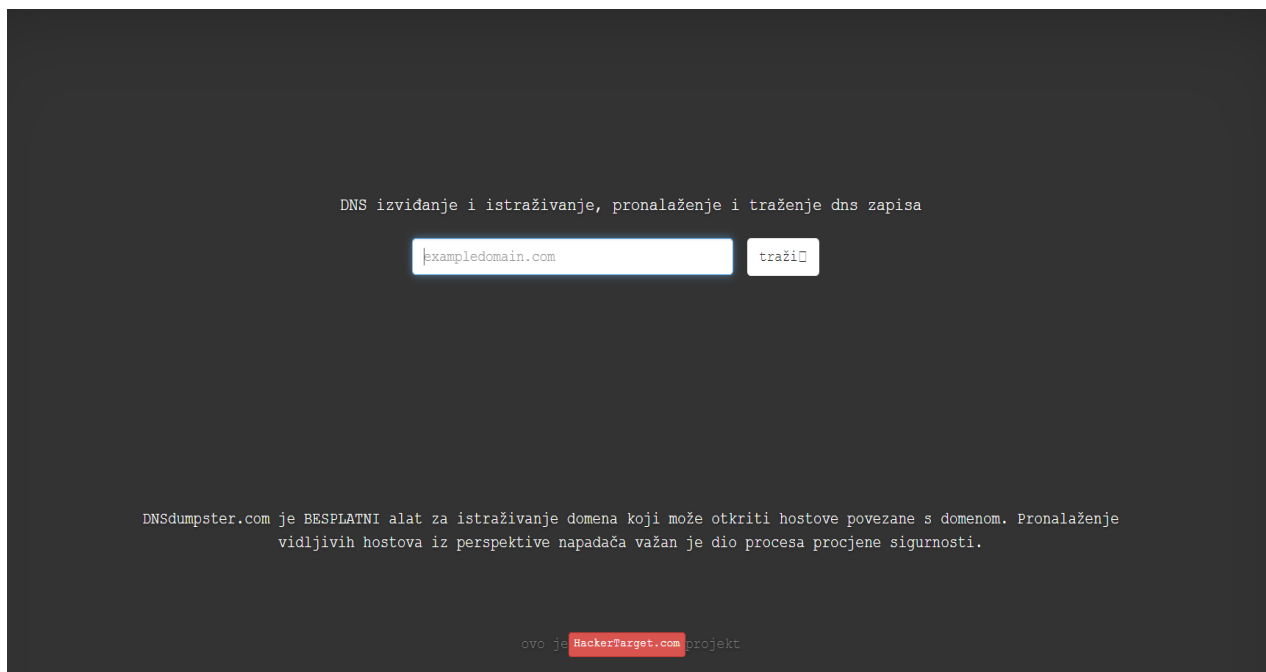 DNS izviđanje i istraživanje, pronalaženje i traženje dns zapisa
exampledomain.com traži
DNSdumpster.com je BESPLATNI alat za istraživanje domena koji može otkriti hostove povezane s domenom. Pronalaženje
vidljivih hostova iz perspektive napadača važan je dio procesa procjene sigurnosti.
ovo je HackerTarget.com projekt